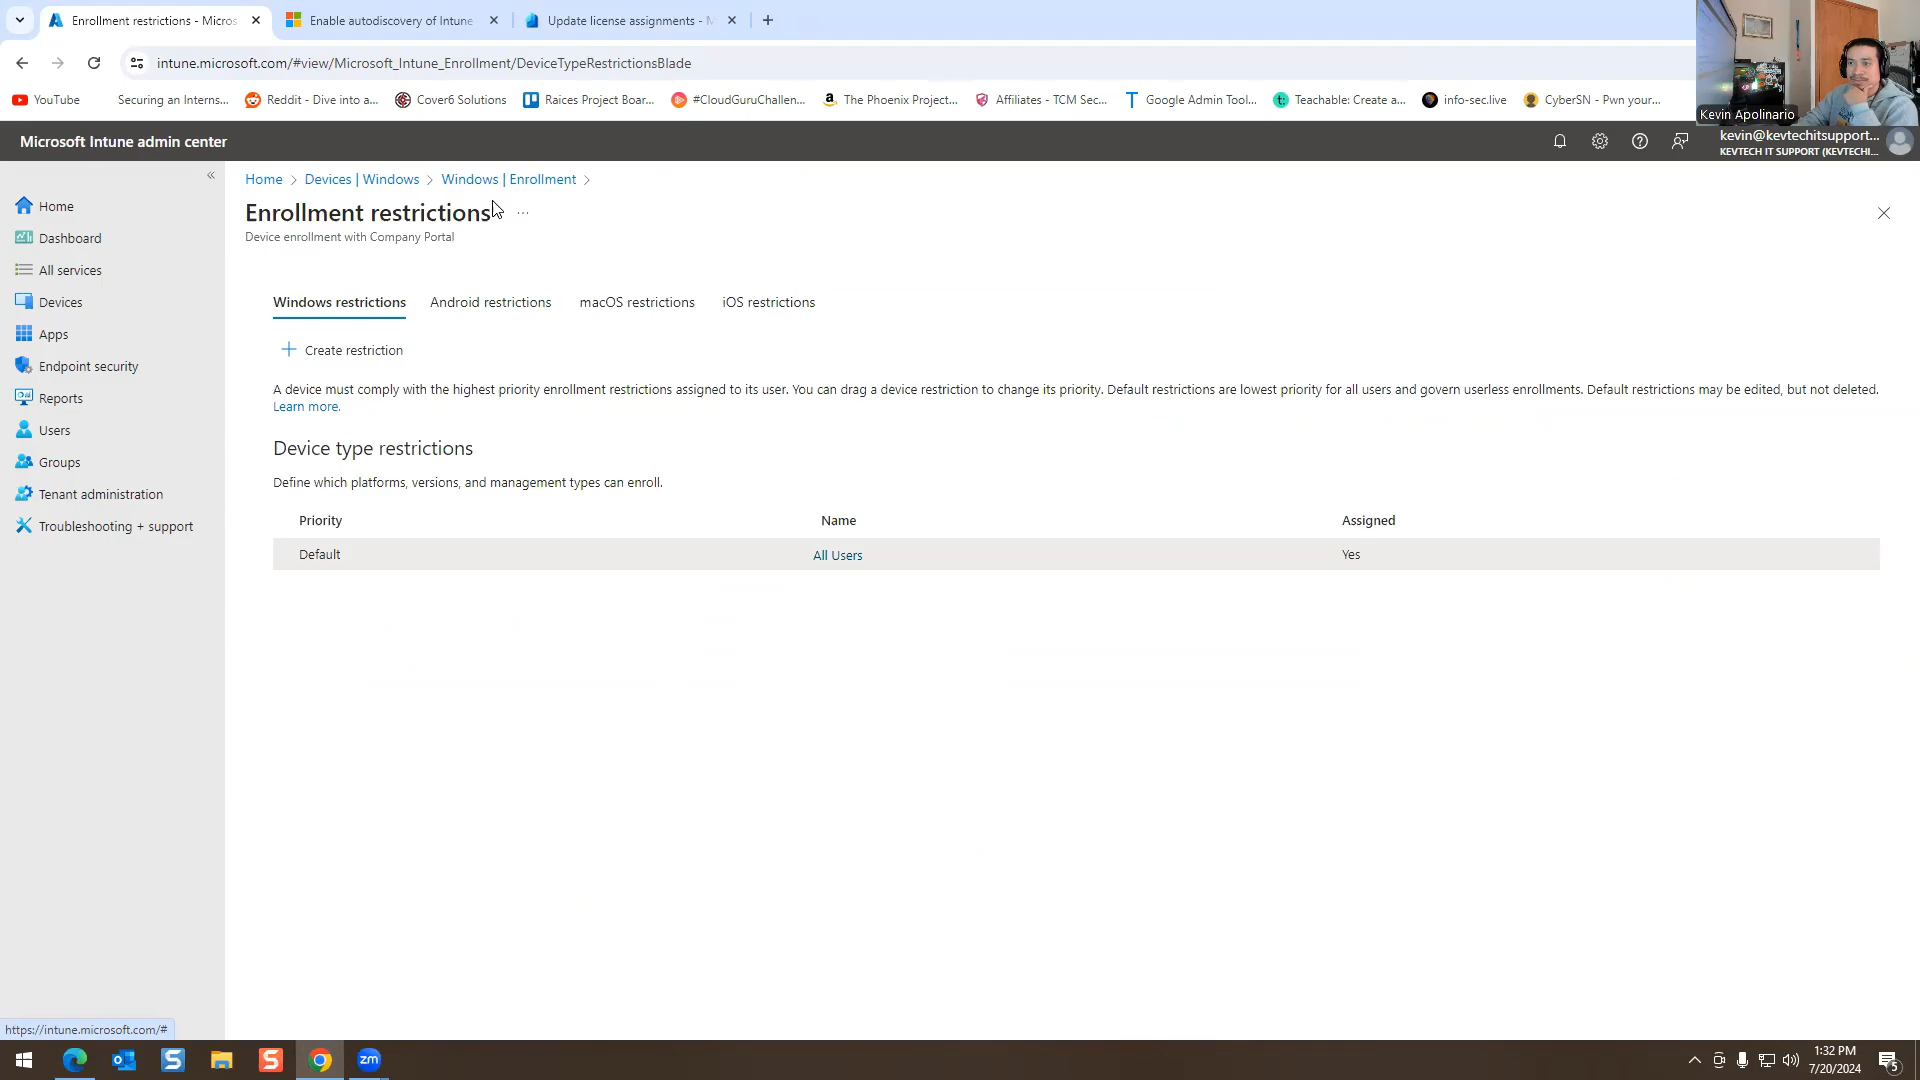 Enrollment restrictions - Micros
Enable autodiscovery of Intune
Update license assignments - M
intune.microsoft.com/#view/Microsoft_Intune_Enrollment/DeviceTypeRestrictionsBlade
YouTube
Securing an Interns...
Reddit - Dive into a...
Cover6 Solutions
Raices Project Boar...
#CloudGuruChallen...
The Phoenix Project...
Affiliates - TCM Sec...
Google Admin Tool...
Teachable: Create a...
info-sec.live
CyberSN - Pwn your...
Kevin Apolinario
Microsoft Intune admin center
kevin@kevtechitsupport...
KEVTECH IT SUPPORT (KEVTECHI...
Home
Dashboard
All services
Devices
Apps
Endpoint security
Reports
Users
Groups
Tenant administration
Troubleshooting + support
Home > Devices | Windows > Windows | Enrollment >
Enrollment restrictions ...
Device enrollment with Company Portal
Windows restrictions
Android restrictions
macOS restrictions
iOS restrictions
+ Create restriction
A device must comply with the highest priority enrollment restrictions assigned to its user. You can drag a device restriction to change its priority. Default restrictions are lowest priority for all users and govern userless enrollments. Default restrictions may be edited, but not deleted.
Learn more.
Device type restrictions
Define which platforms, versions, and management types can enroll.
Priority Name Assigned
Default All Users Yes
https://intune.microsoft.com/#
zm
1:32 PM
7/20/2024
5